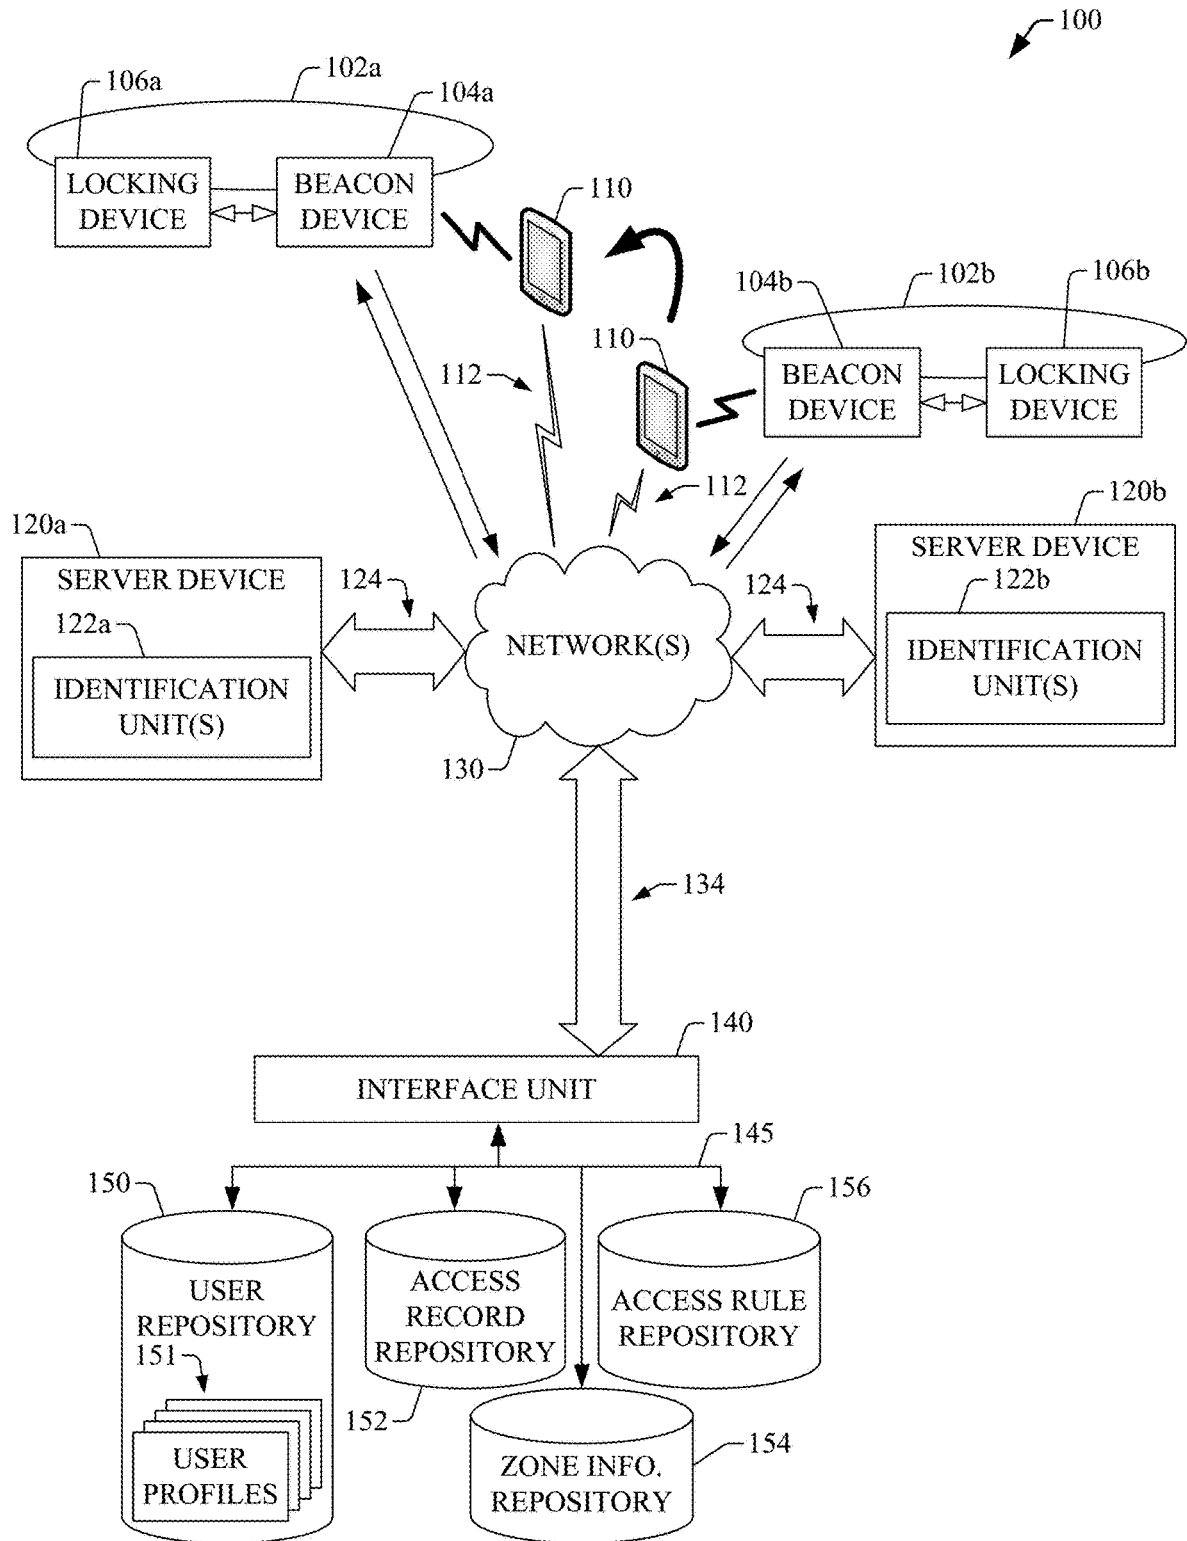 100
102a
106a
104a
LOCKING
DEVICE
BEACON
DEVICE
110
102b
104b
106b
110
BEACON
DEVICE
LOCKING
DEVICE
112
112
120a
SERVER DEVICE
122a
IDENTIFICATION
UNIT(S)
124
NETWORK(S)
130
124
120b
SERVER DEVICE
122b
IDENTIFICATION
UNIT(S)
134
140
INTERFACE UNIT
145
150
USER
REPOSITORY
151
USER
PROFILES
ACCESS
RECORD
REPOSITORY
152
156
ACCESS RULE
REPOSITORY
154
ZONE INFO.
REPOSITORY